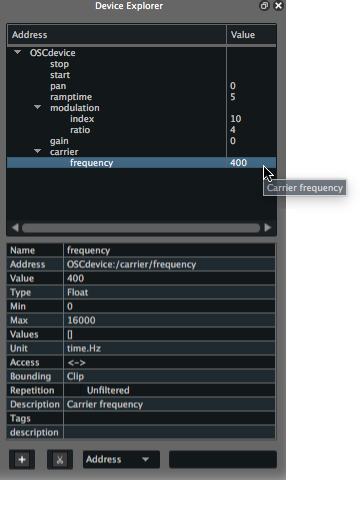 Device Explorer
Address Value
OSCdevice
stop
start
pan 0
ramptime 5
modulation
index 10
ratio 4
gain 0
carrier
frequency 400
Carrier frequency
Name frequency
Address OSCdevice:/carrier/frequency
Value 400
Type Float
Min 0
Max 16000
Values []
Unit time.Hz
Access <->
Bounding Clip
Repetition Unfiltered
Description Carrier frequency
Tags
description
Address